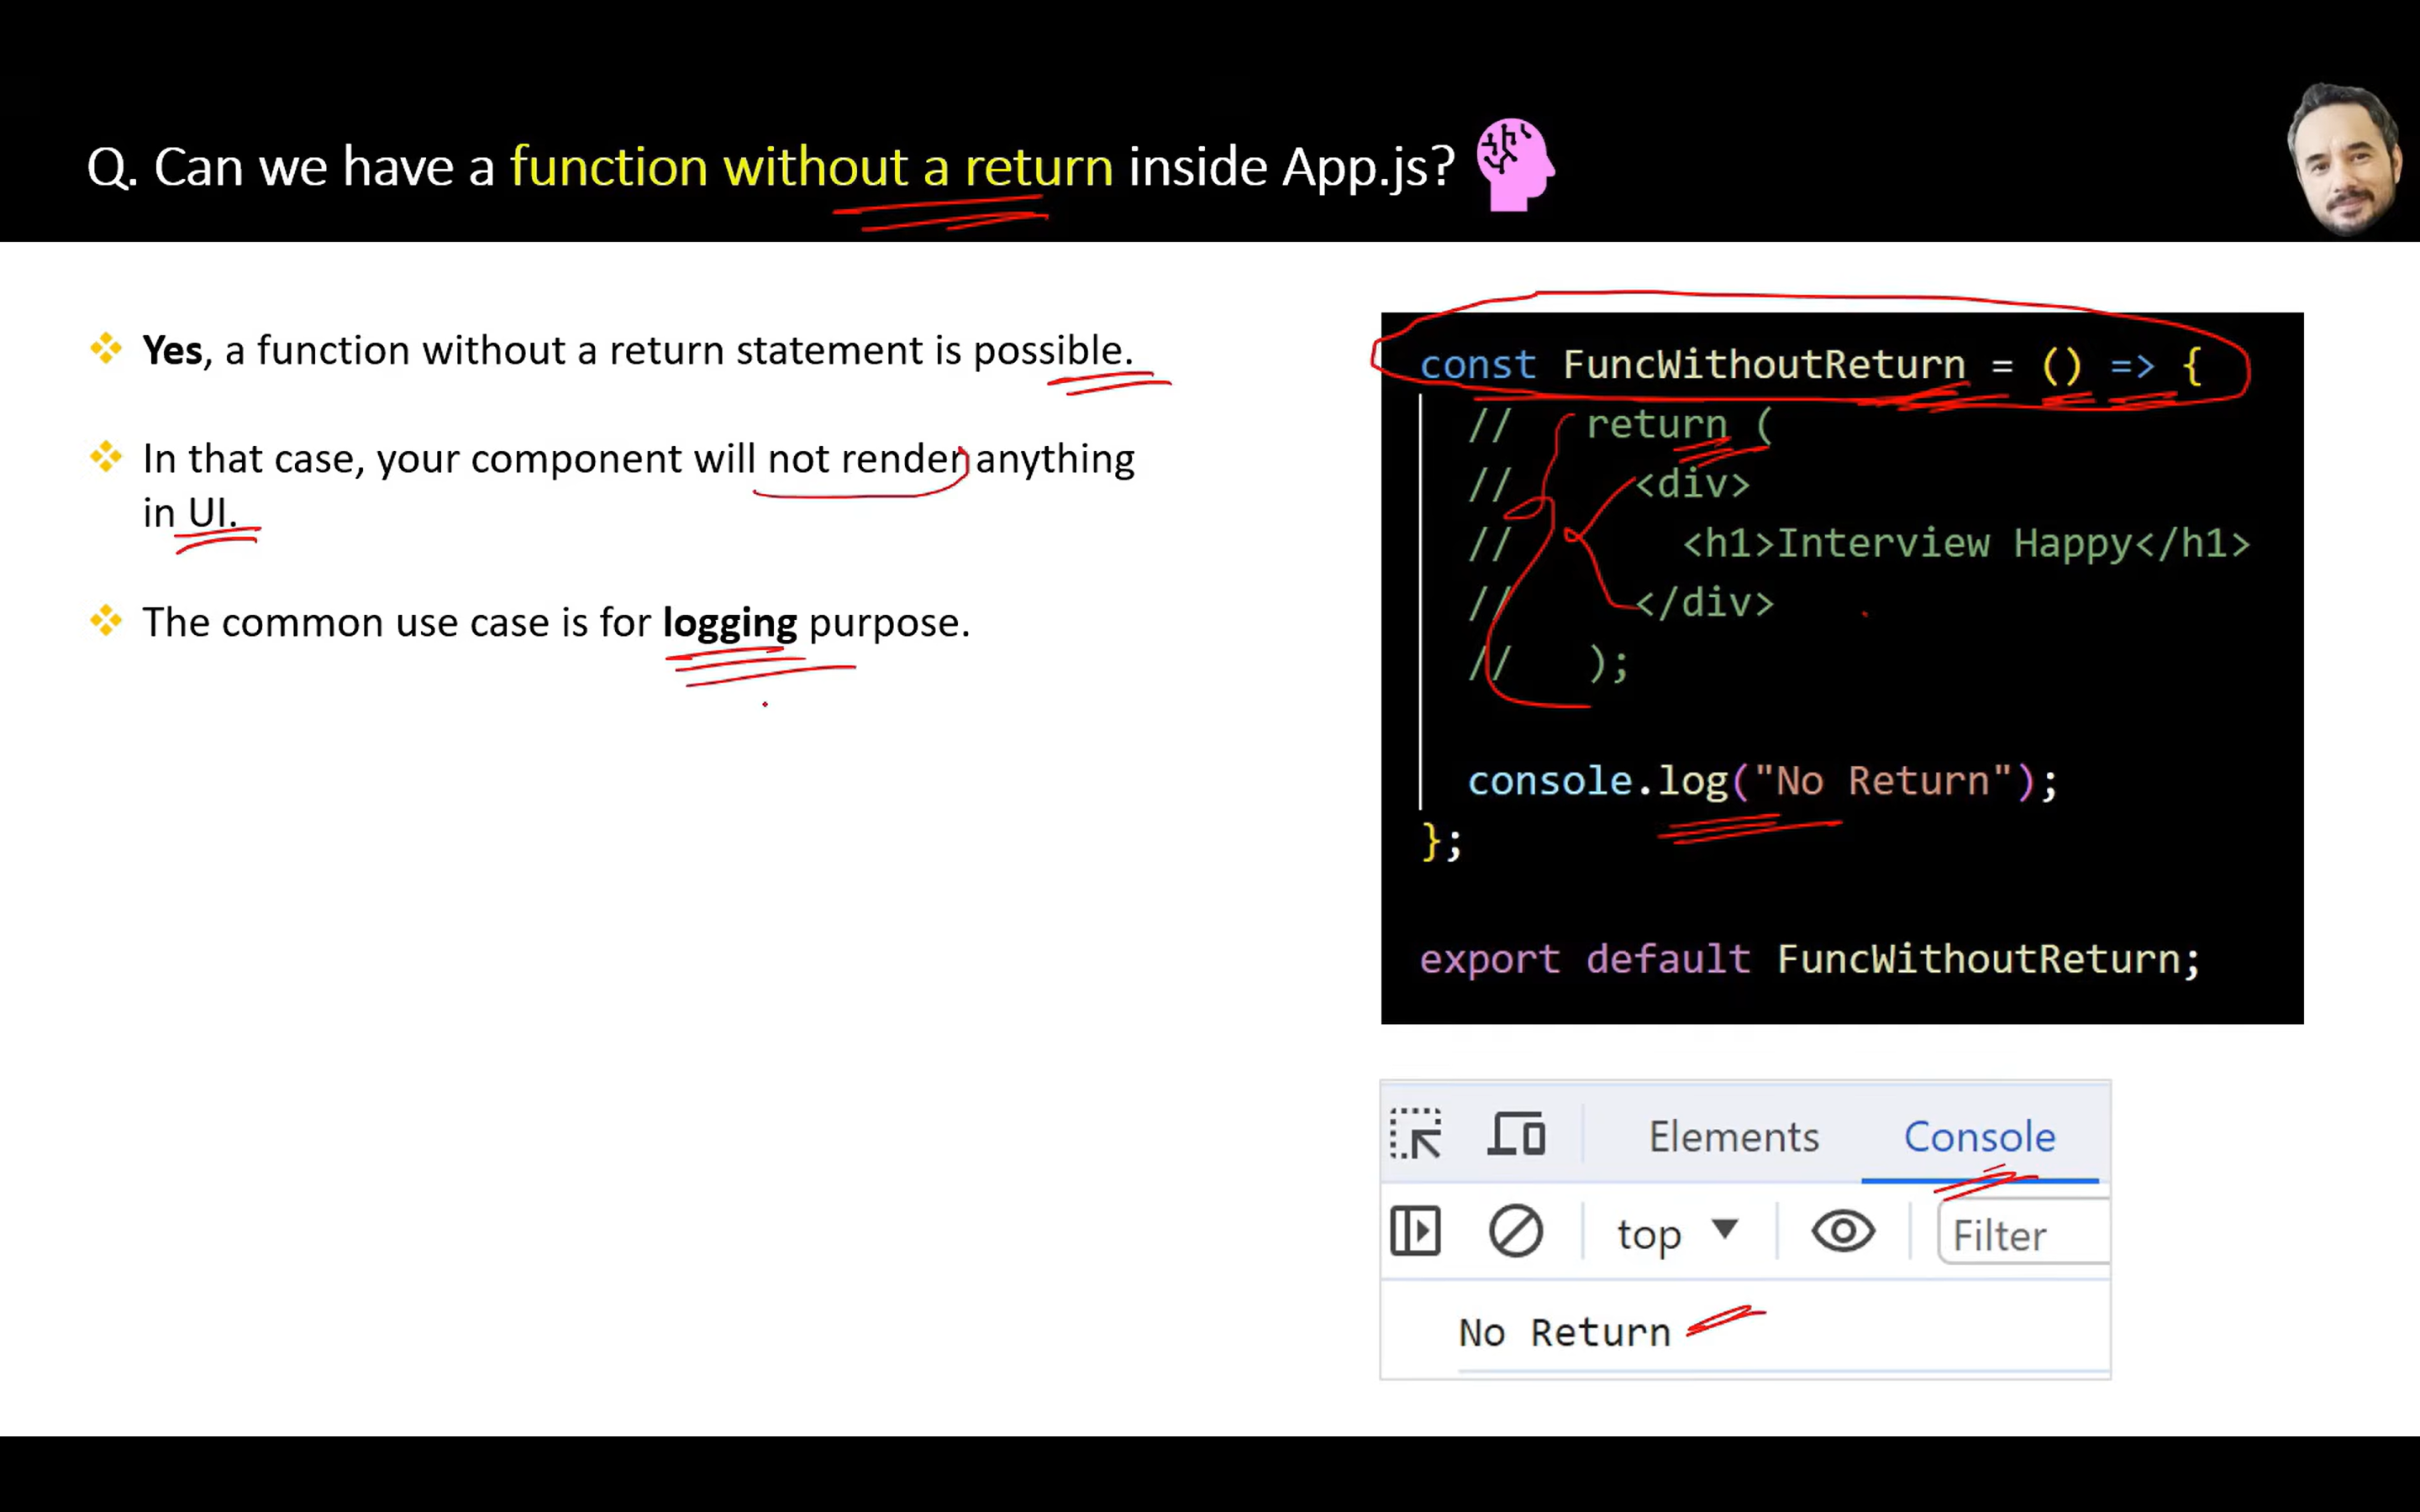 Q. Can we have a function without a return inside App.js?
Yes, a function without a return statement is possible.
In that case, your component will not render anything
in UI.
The common use case is for logging purpose.
const FuncWithoutReturn = () => {
//   return (
//     <div>
//       <h1>Interview Happy</h1>
//     </div>
//   );
console.log("No Return");
};
export default FuncWithoutReturn;
Elements Console
top Filter
No Return